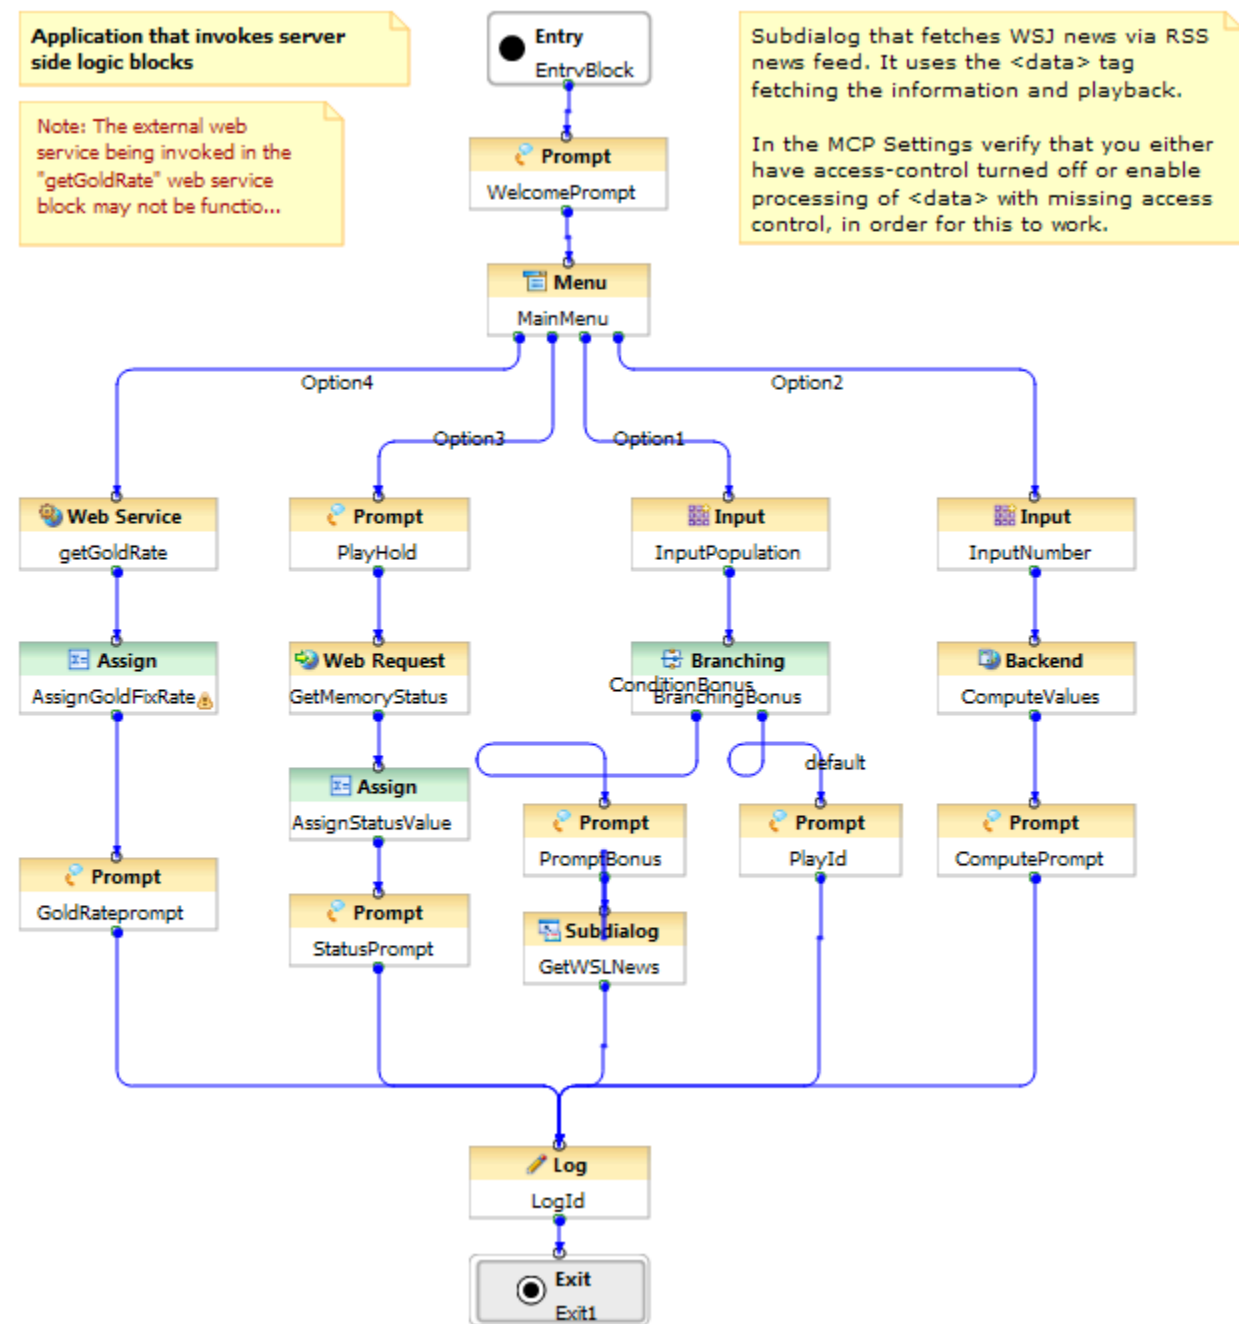 Application that invokes server
side logic blocks
Note: The external web
service being invoked in the
"getGoldRate" web service
block may not be functio...
Entry
EntryBlock
Subdialog that fetches WSJ news via RSS
news feed. It uses the <data> tag
fetching the information and playback.
In the MCP Settings verify that you either
have access-control turned off or enable
processing of <data> with missing access
control, in order for this to work.
Prompt
WelcomePrompt
Menu
MainMenu
Option4
Option3
Option1
Option2
Web Service
getGoldRate
Prompt
PlayHold
Input
InputPopulation
Input
InputNumber
Assign
AssignGoldFixRate
Web Request
GetMemoryStatus
Branching
ConditionBonus
BranchingBonus
Backend
ComputeValues
default
Assign
AssignStatusValue
Prompt
PromptBonus
Prompt
PlayId
Prompt
ComputePrompt
Prompt
GoldRateprompt
Prompt
StatusPrompt
Subdialog
GetWSLNews
Log
LogId
Exit
Exit1